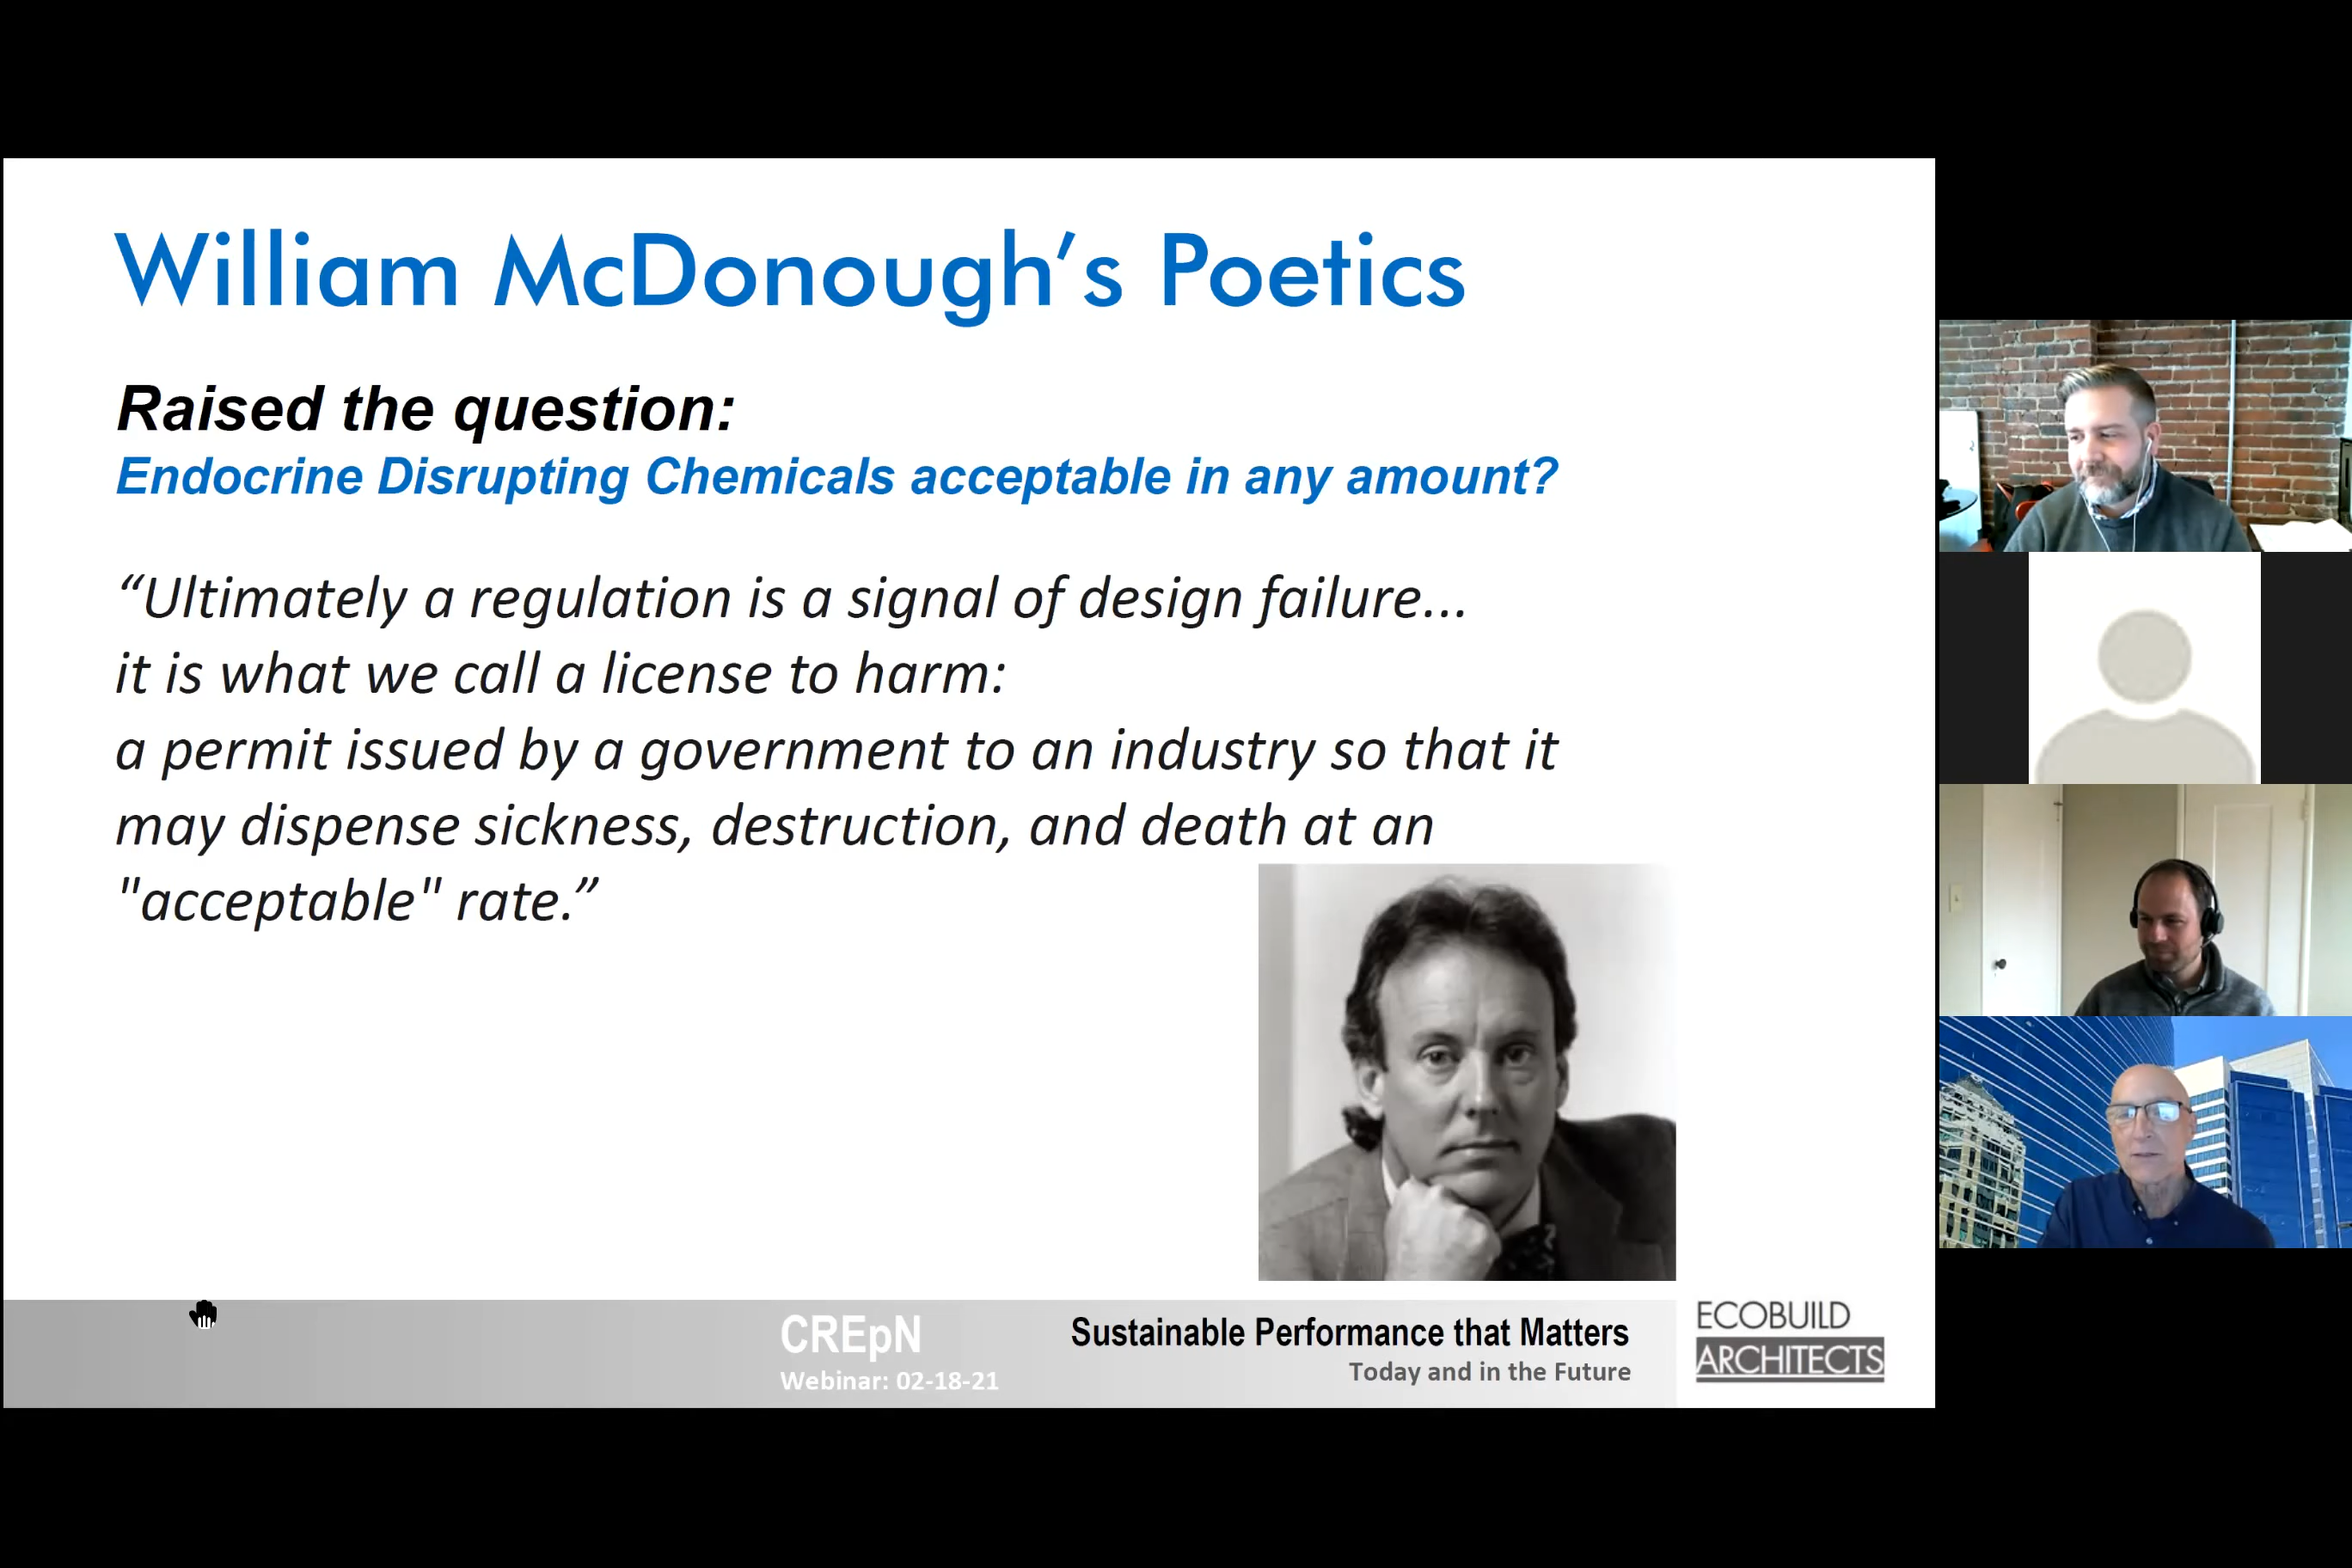 William McDonough’s Poetics
Raised the question:
Endocrine Disrupting Chemicals acceptable in any amount?
“Ultimately a regulation is a signal of design failure...
it is what we call a license to harm:
a permit issued by a government to an industry so that it
may dispense sickness, destruction, and death at an
"acceptable" rate.”
CREpN
Webinar: 02-18-21
Sustainable Performance that Matters
Today and in the Future
ECOBUILD
ARCHITECTS